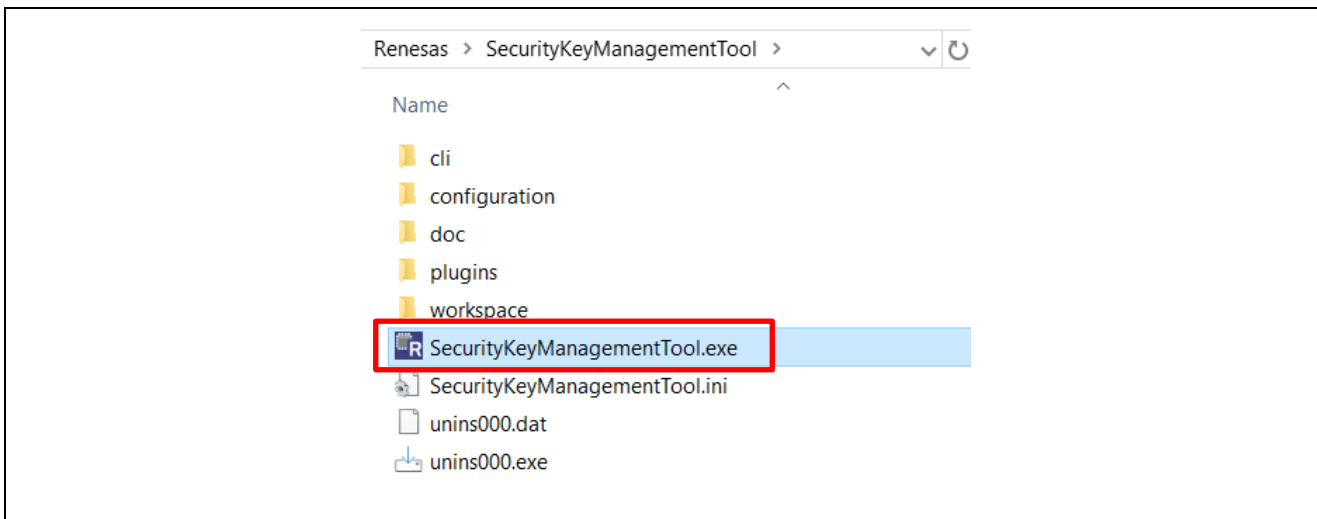 Renesas > SecurityKeyManagementTool >
Name
cli
configuration
doc
plugins
workspace
R SecurityKeyManagementTool.exe
SecurityKeyManagementTool.ini
unins000.dat
unins000.exe